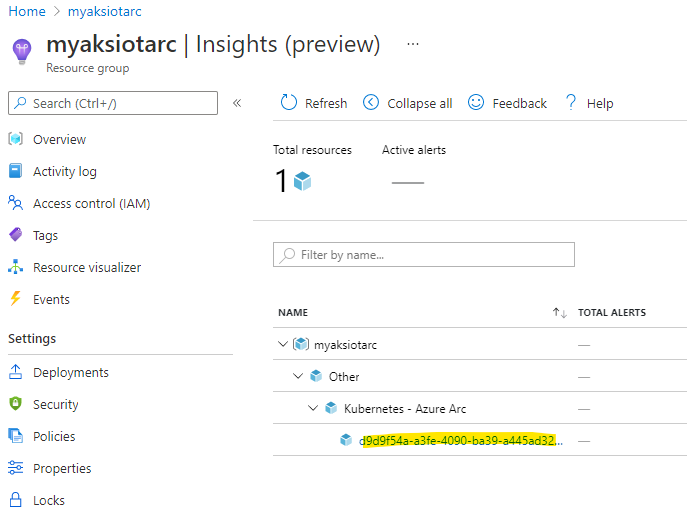 Home > myaksiotarc
myaksiotarc | Insights (preview) ...
Resource group
Search (Ctrl+/) «
Overview
Activity log
Access control (IAM)
Tags
Resource visualizer
Events
Settings
Deployments
Security
Policies
Properties
Locks
Refresh Collapse all Feedback ? Help
Total resources Active alerts
1 —
Filter by name...
NAME ↑↓ TOTAL ALERTS
myaksiotarc —
Other —
Kubernetes - Azure Arc —
d9d9f54a-a3fe-4090-ba39-a445ad32... —